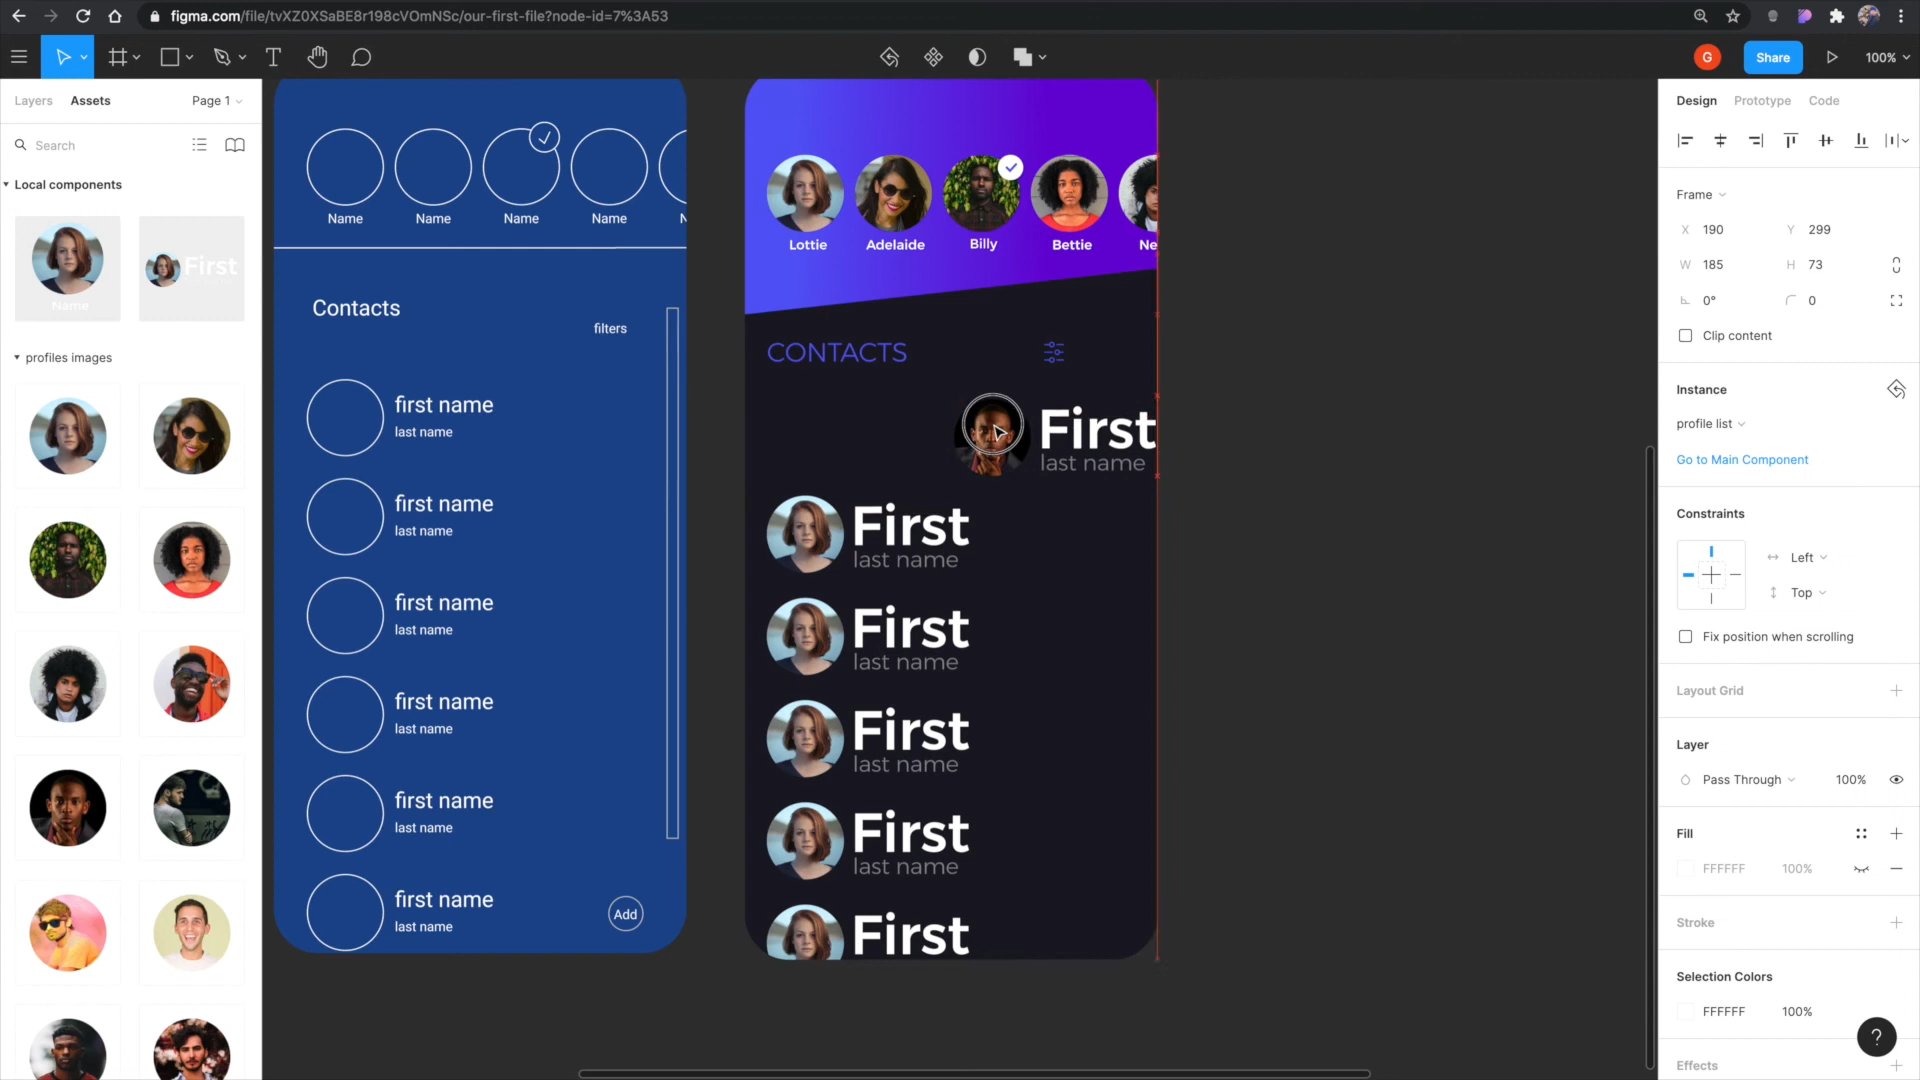 figma.com/file/tvXZ0XSaBE8r198cVOmNSc/our-first-file?node-id=7%3A53
G
Share
100%
Layers
Assets
Page 1
Search
Local components
Name
First
profiles images
Name
Name
Name
Name
N
Contacts
filters
first name
last name
first name
last name
first name
last name
first name
last name
first name
last name
first name
last name
Add
Lottie
Adelaide
Billy
Bettie
Ne
CONTACTS
First
last name
First
last name
First
last name
First
last name
First
last name
First
Design
Prototype
Code
Frame
X 190
Y 299
W 185
H 73
0°
0
Clip content
Instance
profile list
Go to Main Component
Constraints
Left
Top
Fix position when scrolling
Layout Grid
Layer
Pass Through
100%
Fill
FFFFFF
100%
Stroke
Selection Colors
FFFFFF
100%
Effects
?